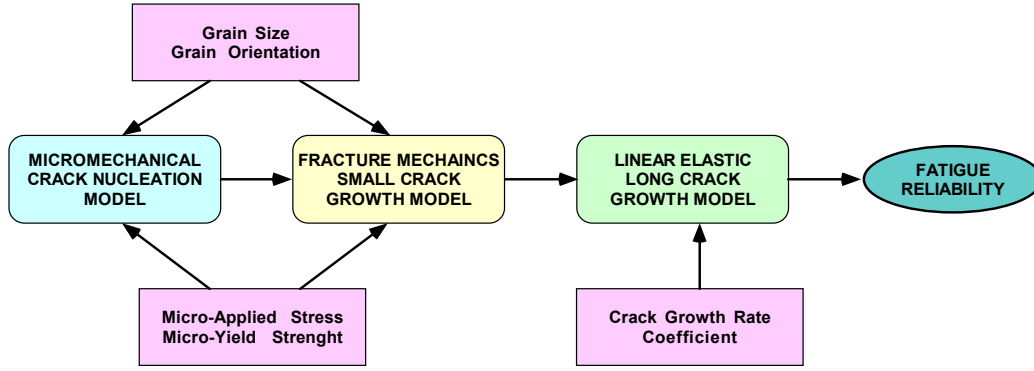 Grain Size
Grain Orientation
MICROMECHANICAL
CRACK NUCLEATION
MODEL
FRACTURE MECHAINCS
SMALL CRACK
GROWTH MODEL
LINEAR ELASTIC
LONG CRACK
GROWTH MODEL
FATIGUE
RELIABILITY
Micro-Applied Stress
Micro-Yield Strenght
Crack Growth Rate
Coefficient